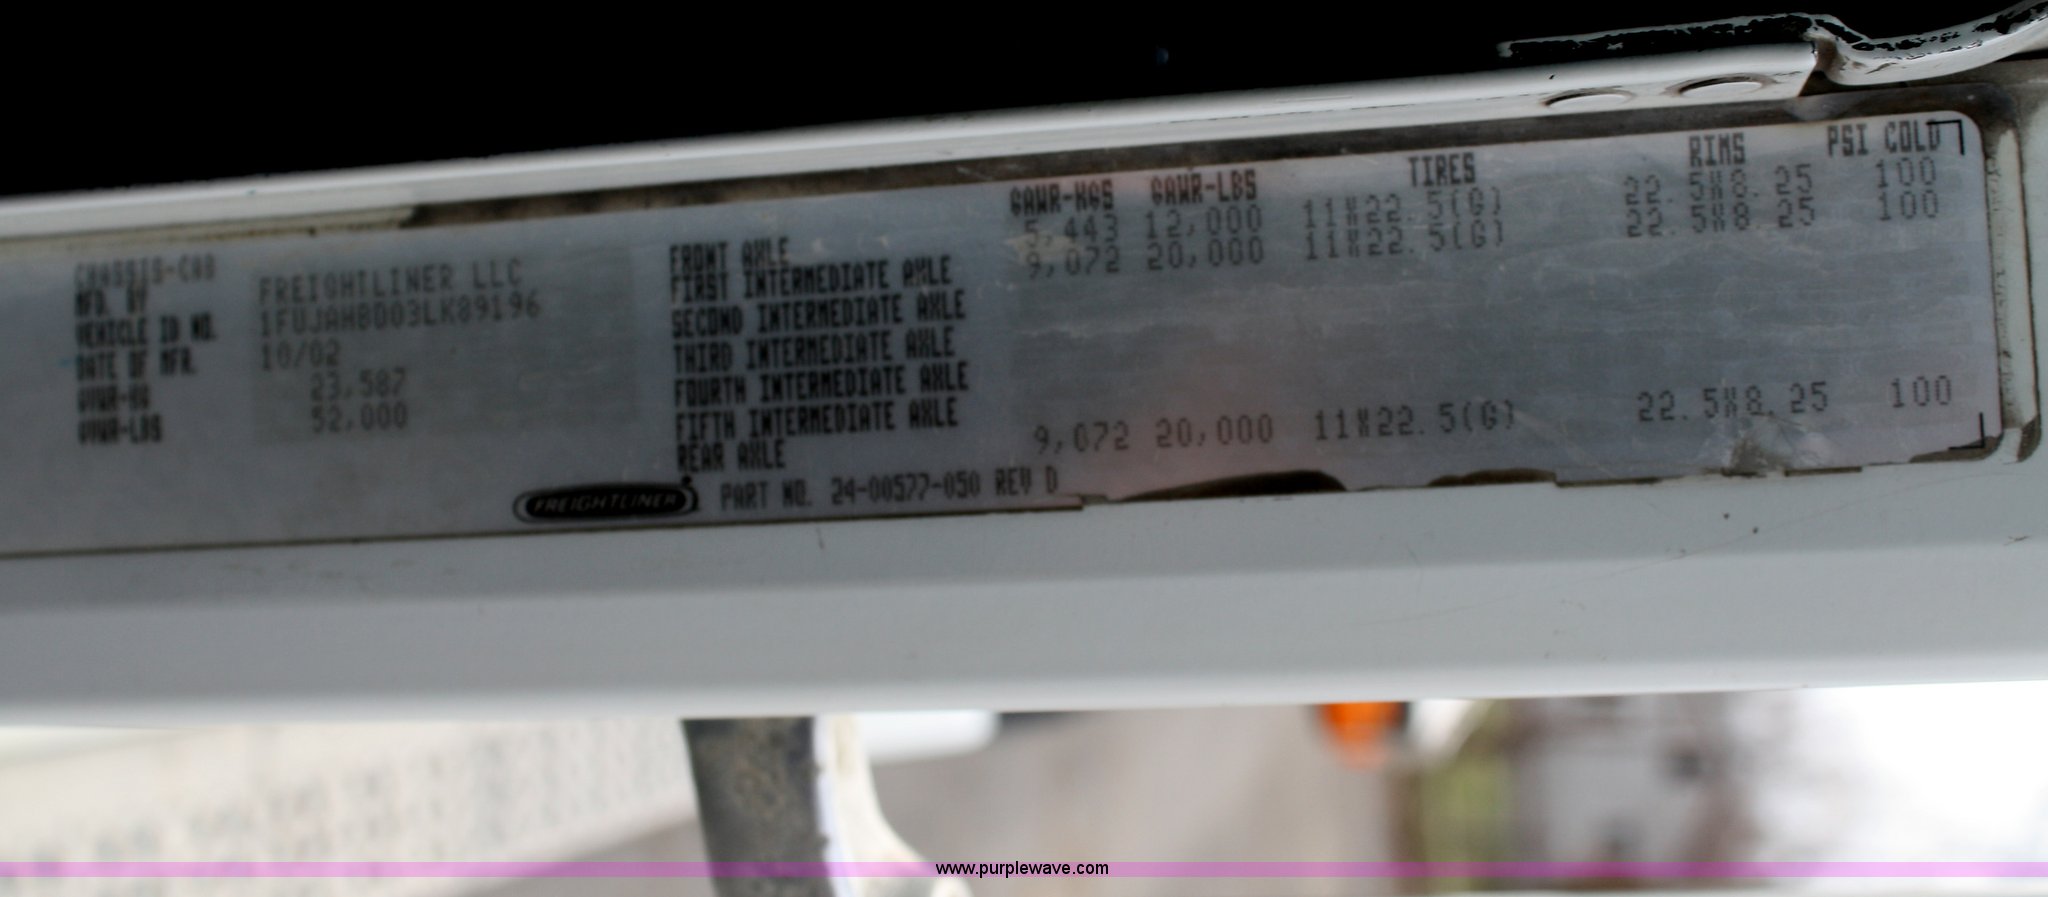 CHASSIS-CAB
MFD. BY FREIGHTLINER LLC
VEHICLE ID NO. 1FUJAHBD03LK89196
DATE OF MFR. 10/02
GVWR-KG 23,587
GVWR-LBS 52,000
GAWR-KGS GAWR-LBS TIRES RIMS PSI COLD
FRONT AXLE 5,443 12,000 11X22.5(G) 22.5X8.25 100
FIRST INTERMEDIATE AXLE 9,072 20,000 11X22.5(G) 22.5X8.25 100
SECOND INTERMEDIATE AXLE
THIRD INTERMEDIATE AXLE
FOURTH INTERMEDIATE AXLE
FIFTH INTERMEDIATE AXLE
REAR AXLE 9,072 20,000 11X22.5(G) 22.5X8.25 100
FREIGHTLINER PART NO. 24-00577-050 REV D
www.purplewave.com